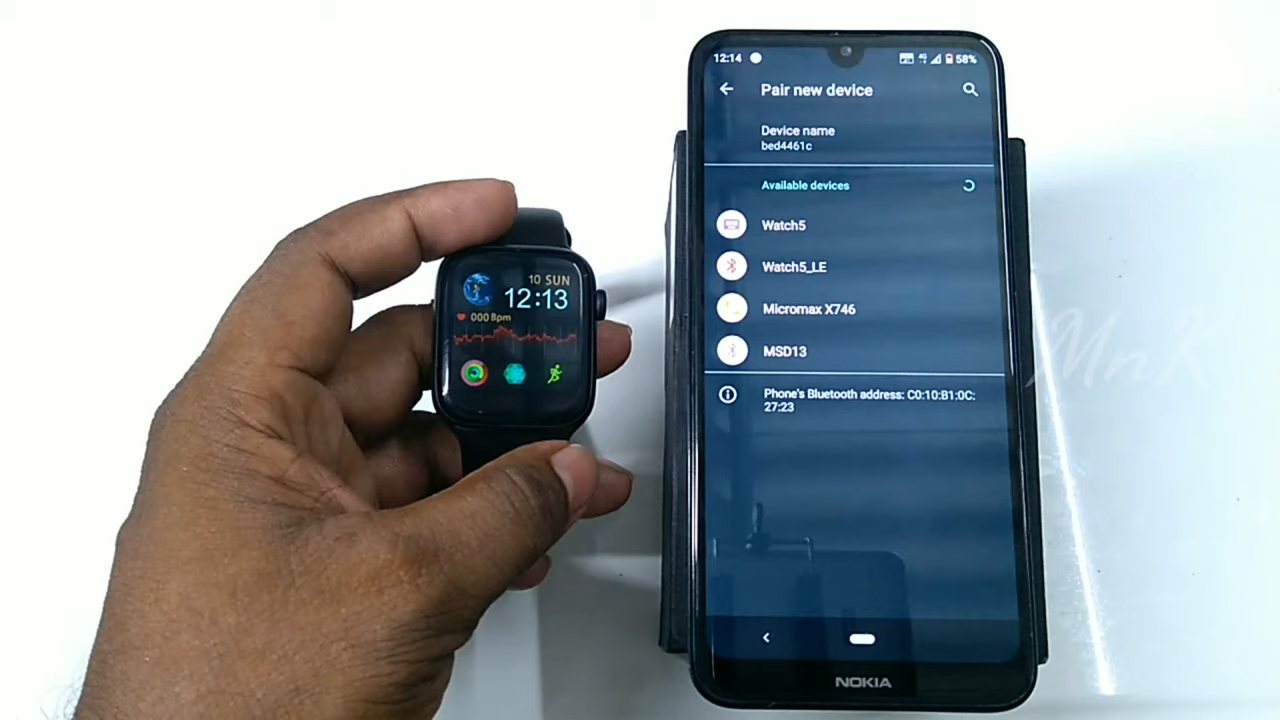 10 SUN
12:13
000 Bpm
12:14
4G
58%
Pair new device
Device name
bed4461c
Available devices
Watch5
Watch5_LE
Micromax X746
MSD13
Phone's Bluetooth address: C0:10:B1:0C:
27:23
NOKIA